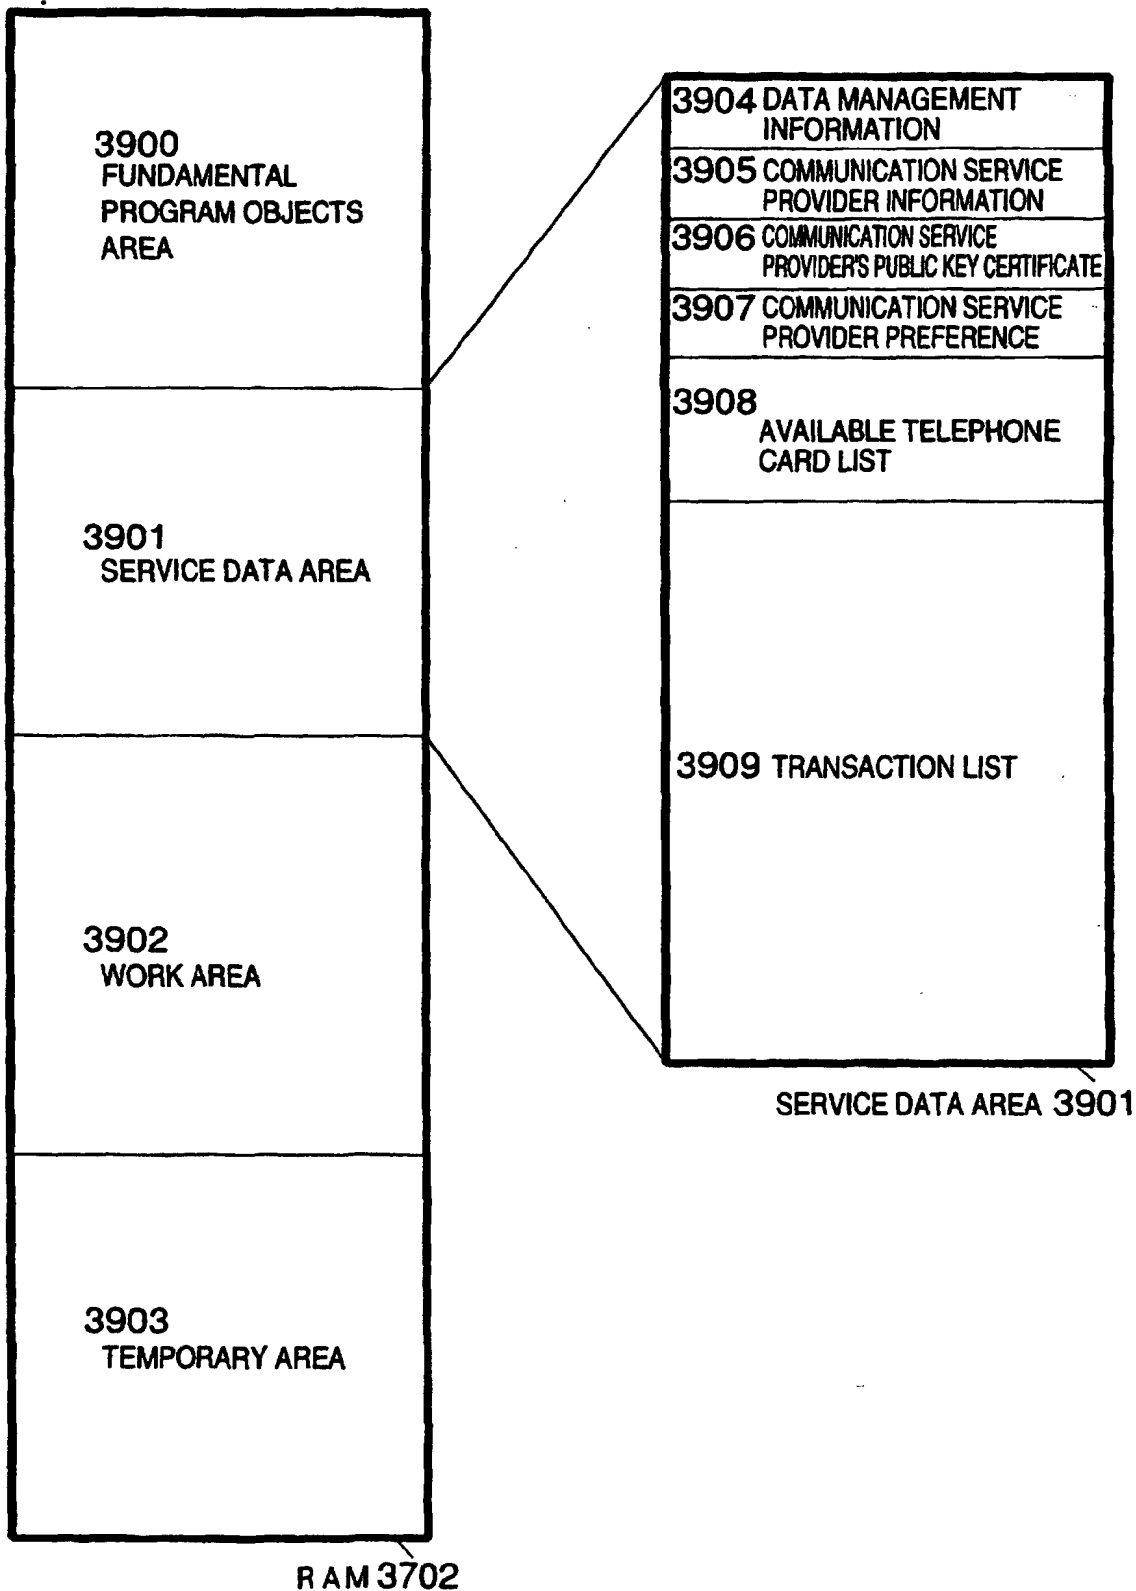 3900
FUNDAMENTAL
PROGRAM OBJECTS
AREA
3901
SERVICE DATA AREA
3902
WORK AREA
3903
TEMPORARY AREA
RAM 3702
3904 DATA MANAGEMENT
INFORMATION
3905 COMMUNICATION SERVICE
PROVIDER INFORMATION
3906 COMMUNICATION SERVICE
PROVIDER'S PUBLIC KEY CERTIFICATE
3907 COMMUNICATION SERVICE
PROVIDER PREFERENCE
3908
AVAILABLE TELEPHONE
CARD LIST
3909 TRANSACTION LIST
SERVICE DATA AREA 3901